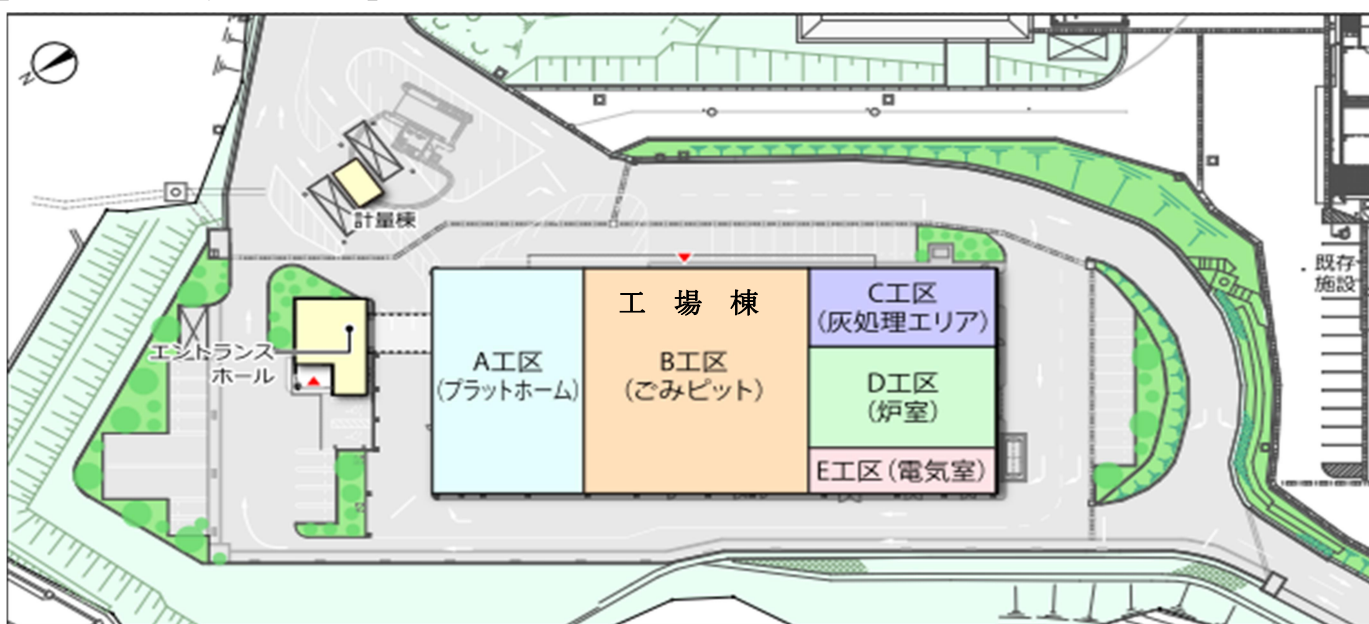 N
計量棟
既存
施設
工場棟
エントランス
ホール
A工区
(プラットホーム)
B工区
(ごみピット)
C工区
(灰処理エリア)
D工区
(炉室)
E工区(電気室)